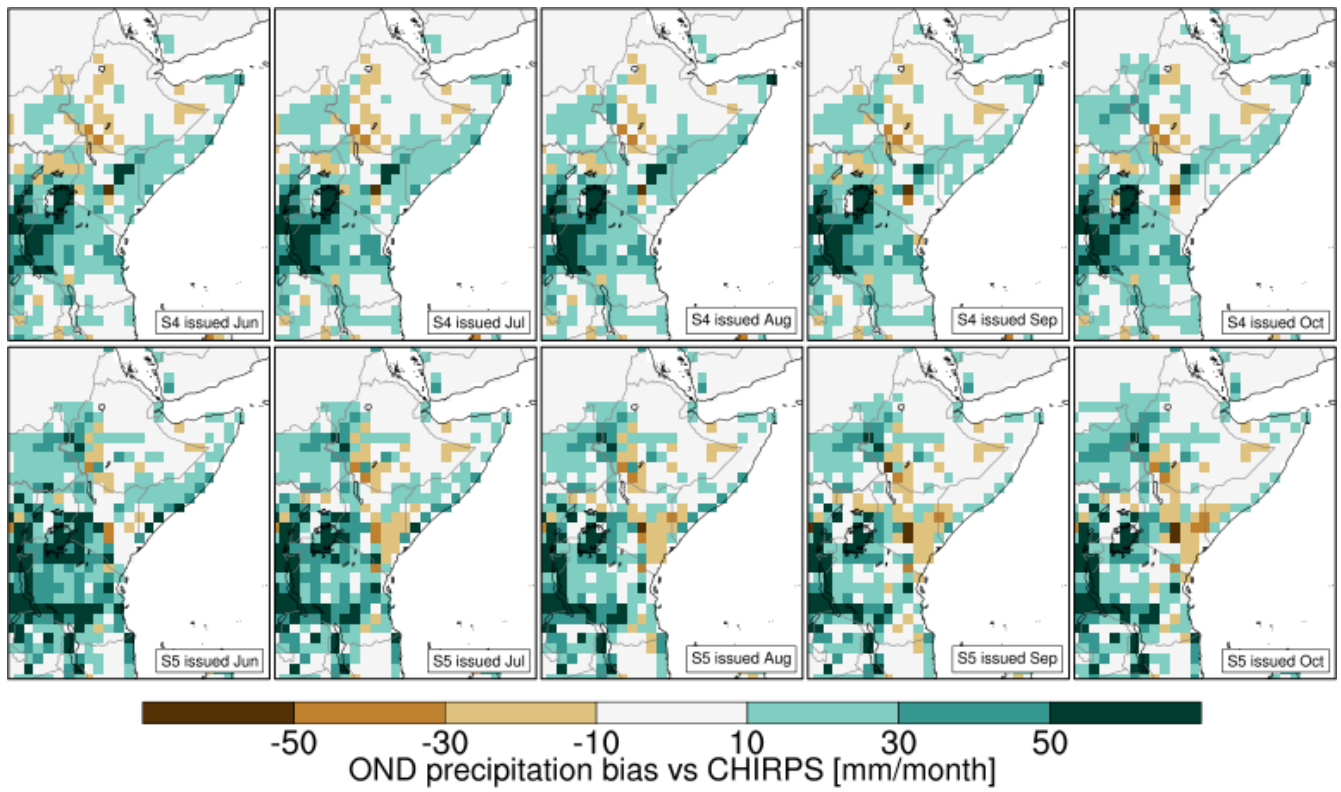 S4 issued Jun
S4 issued Jul
S4 issued Aug
S4 issued Sep
S4 issued Oct
S5 issued Jun
S5 issued Jul
S5 issued Aug
S5 issued Sep
S5 issued Oct
-50 -30 -10 10 30 50
OND precipitation bias vs CHIRPS [mm/month]